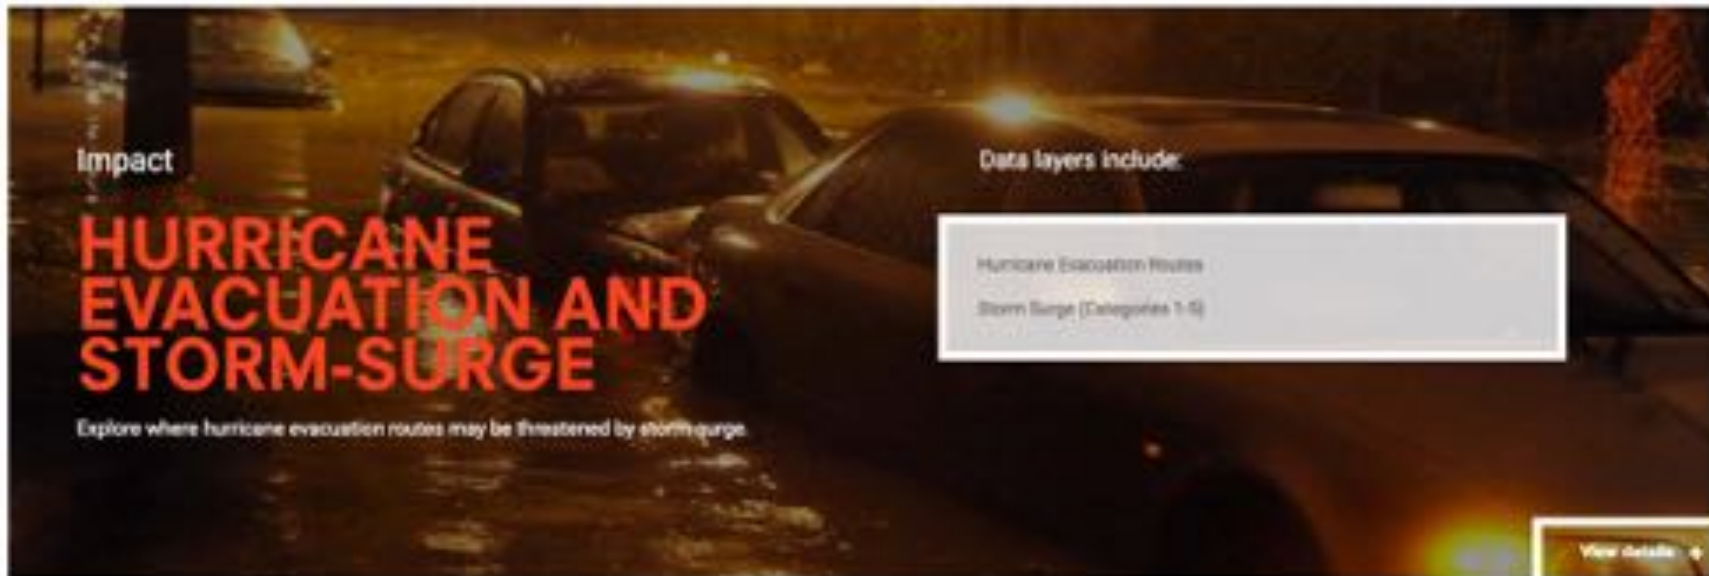 Impact
HURRICANE
EVACUATION AND
STORM-SURGE
Explore where hurricane evacuation routes may be threatened by storm surge.
Data layers include:
Hurricane Evacuation Routes
Storm Surge (Categories 1-5)
View details